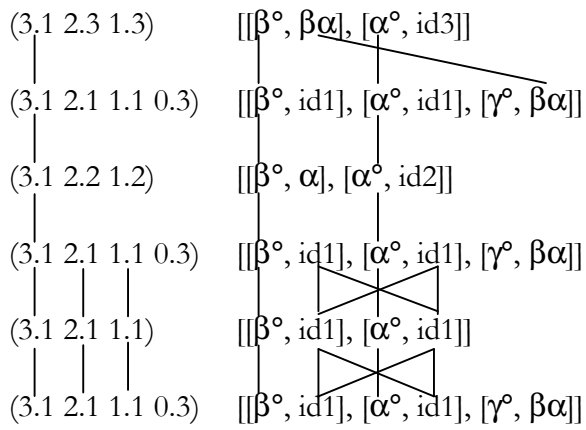 (3.1 2.3 1.3) [[β°, βα], [α°, id3]]
(3.1 2.1 1.1 0.3) [[β°, id1], [α°, id1], [γ°, βα]]
(3.1 2.2 1.2) [[β°, α], [α°, id2]]
(3.1 2.1 1.1 0.3) [[β°, id1], [α°, id1], [γ°, βα]]
(3.1 2.1 1.1) [[β°, id1], [α°, id1]]
(3.1 2.1 1.1 0.3) [[β°, id1], [α°, id1], [γ°, βα]]